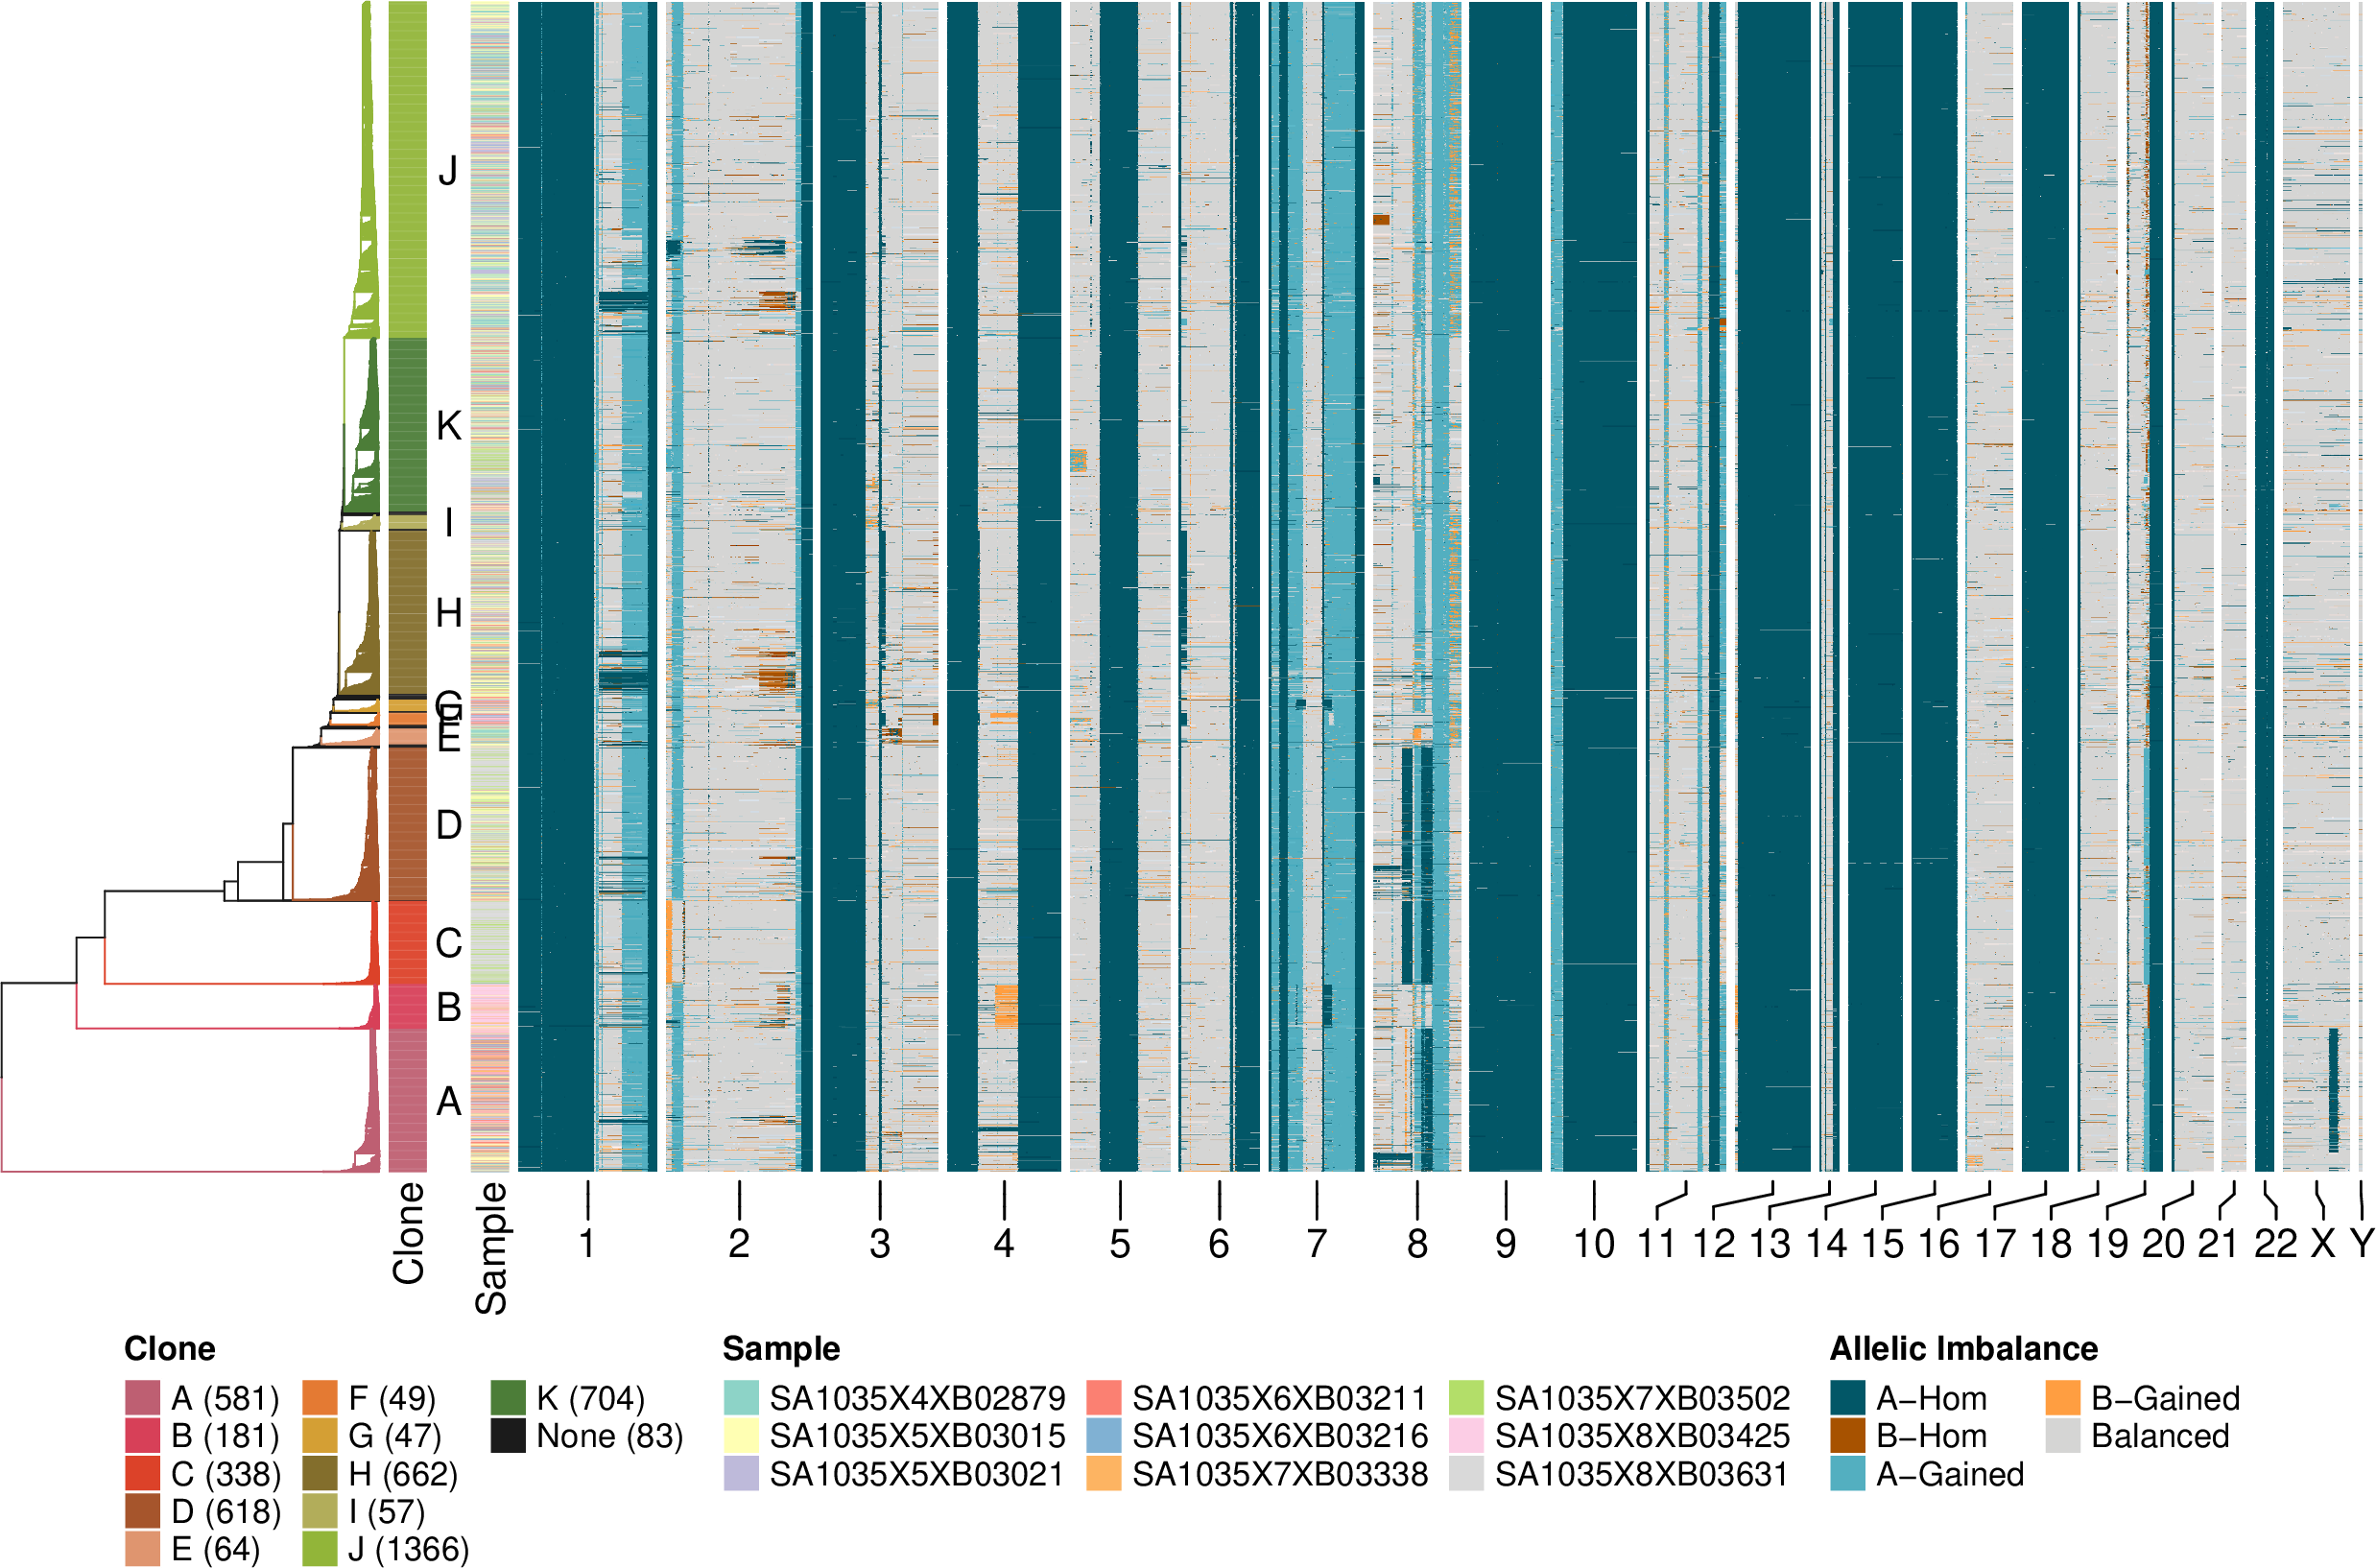 J
K
I
H
G
F
E
D
C
B
A
Clone
Sample
1 2 3 4 5 6 7 8 9 10 11 12 13 14 15 16 17 18 19 20 21 22 X Y
Clone
A (581)
B (181)
C (338)
D (618)
E (64)
F (49)
G (47)
H (662)
I (57)
J (1366)
K (704)
None (83)
Sample
SA1035X4XB02879
SA1035X5XB03015
SA1035X5XB03021
SA1035X6XB03211
SA1035X6XB03216
SA1035X7XB03338
SA1035X7XB03502
SA1035X8XB03425
SA1035X8XB03631
Allelic Imbalance
A−Hom
B−Hom
A−Gained
B−Gained
Balanced